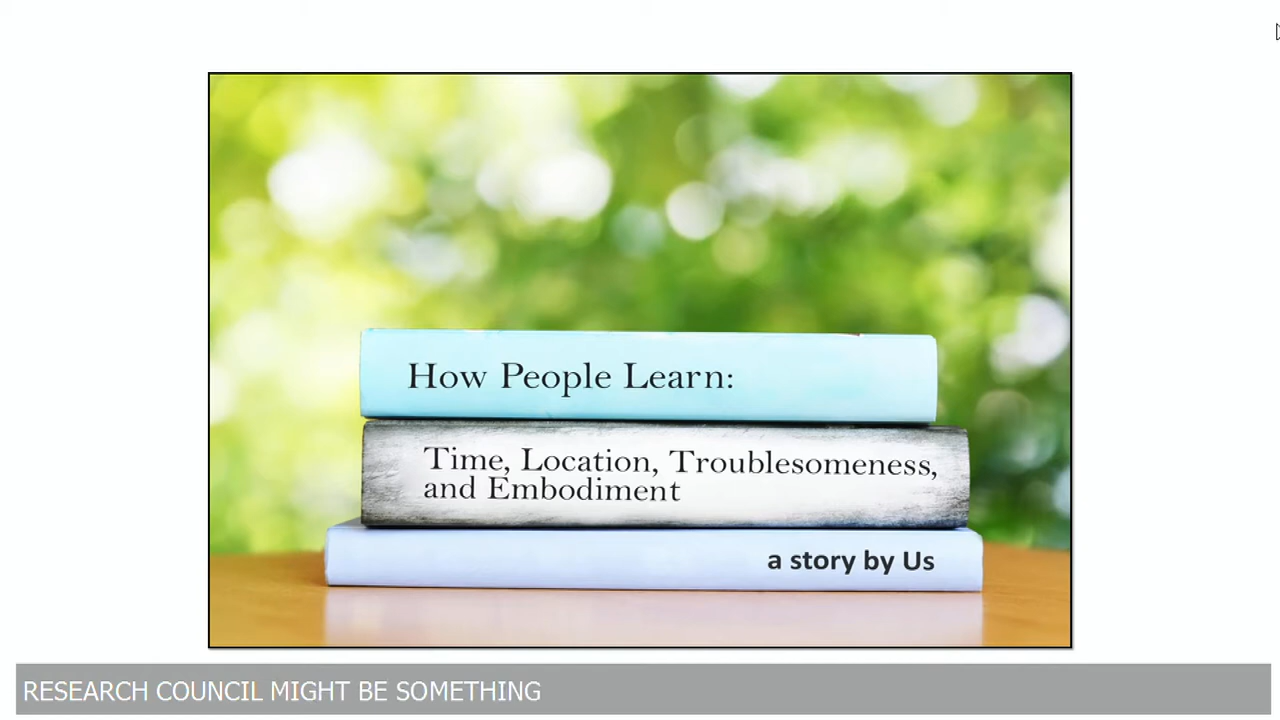 How People Learn:
Time, Location, Troublesomeness,
and Embodiment
a story by Us
RESEARCH COUNCIL MIGHT BE SOMETHING